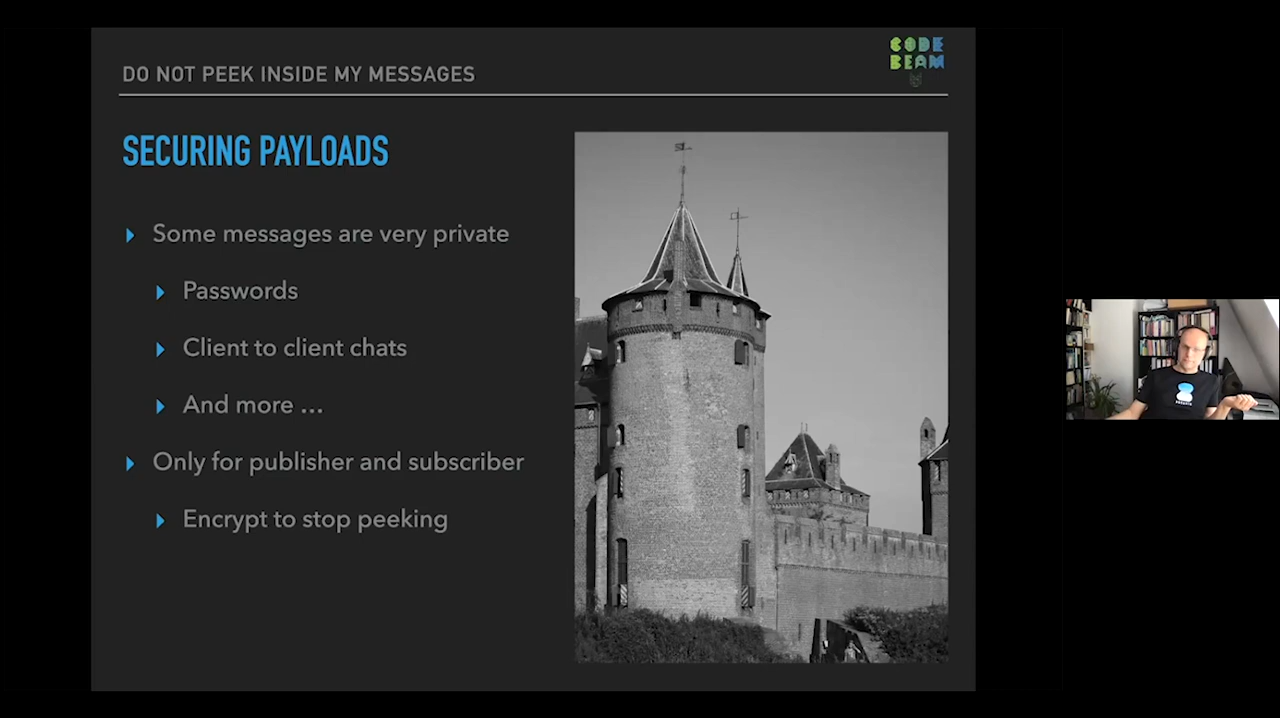 DO NOT PEEK INSIDE MY MESSAGES
CODE
BEAM
SECURING PAYLOADS
Some messages are very private
Passwords
Client to client chats
And more ...
Only for publisher and subscriber
Encrypt to stop peeking